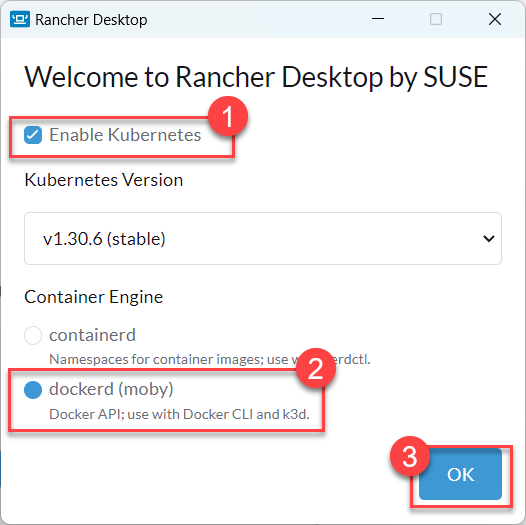 Rancher Desktop
Welcome to Rancher Desktop by SUSE
1
Enable Kubernetes
Kubernetes Version
v1.30.6 (stable)
Container Engine
containerd
Namespaces for container images; use w erdctl.
2
dockerd (moby)
Docker API; use with Docker CLI and k3d.
3
OK